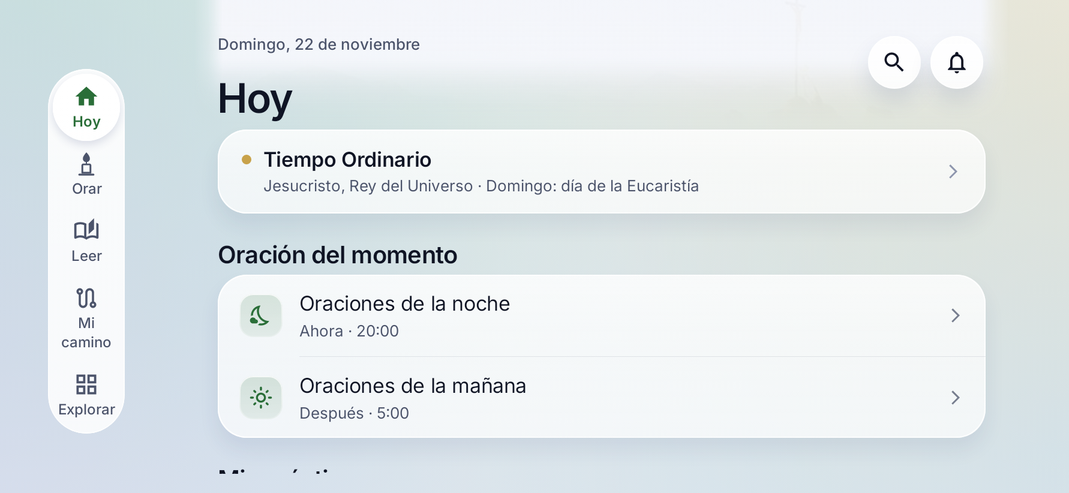 Domingo, 22 de noviembre
Hoy
Tiempo Ordinario
Jesucristo, Rey del Universo · Domingo: día de la Eucaristía
Oración del momento
Oraciones de la noche
Ahora · 20:00
Oraciones de la mañana
Después · 5:00
Hoy
Orar
Leer
Mi
camino
Explorar